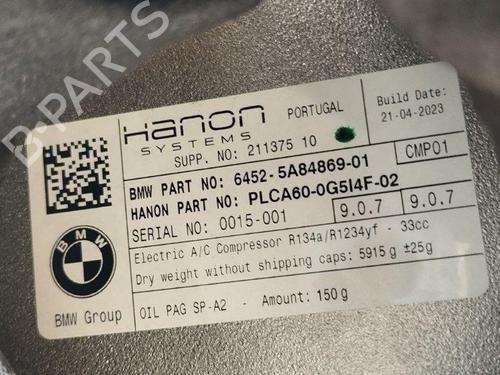 B-PARTS
Hanon
SYSTEMS
PORTUGAL
Build Date:
21-04-2023
SUPP. NO: 211375 10
CMP01
BMW PART NO: 6452-5A84869-01
HANON PART NO: PLCA60-0G5I4F-02
SERIAL NO: 0015-001
9.0.7
9.0.7
Electric A/C Compressor R134a/R1234yf - 33cc
Dry weight without shipping caps: 5915g ±25g
BMW
BMW Group
OIL PAG SP-A2 - Amount: 150g